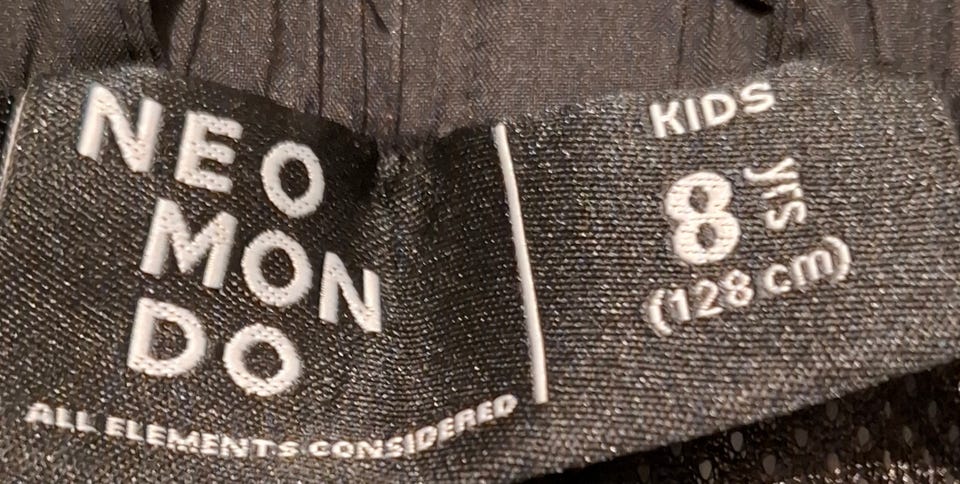 NEO
MON
DO
ALL ELEMENTS CONSIDERED
KIDS
8 yrs
(128 cm)